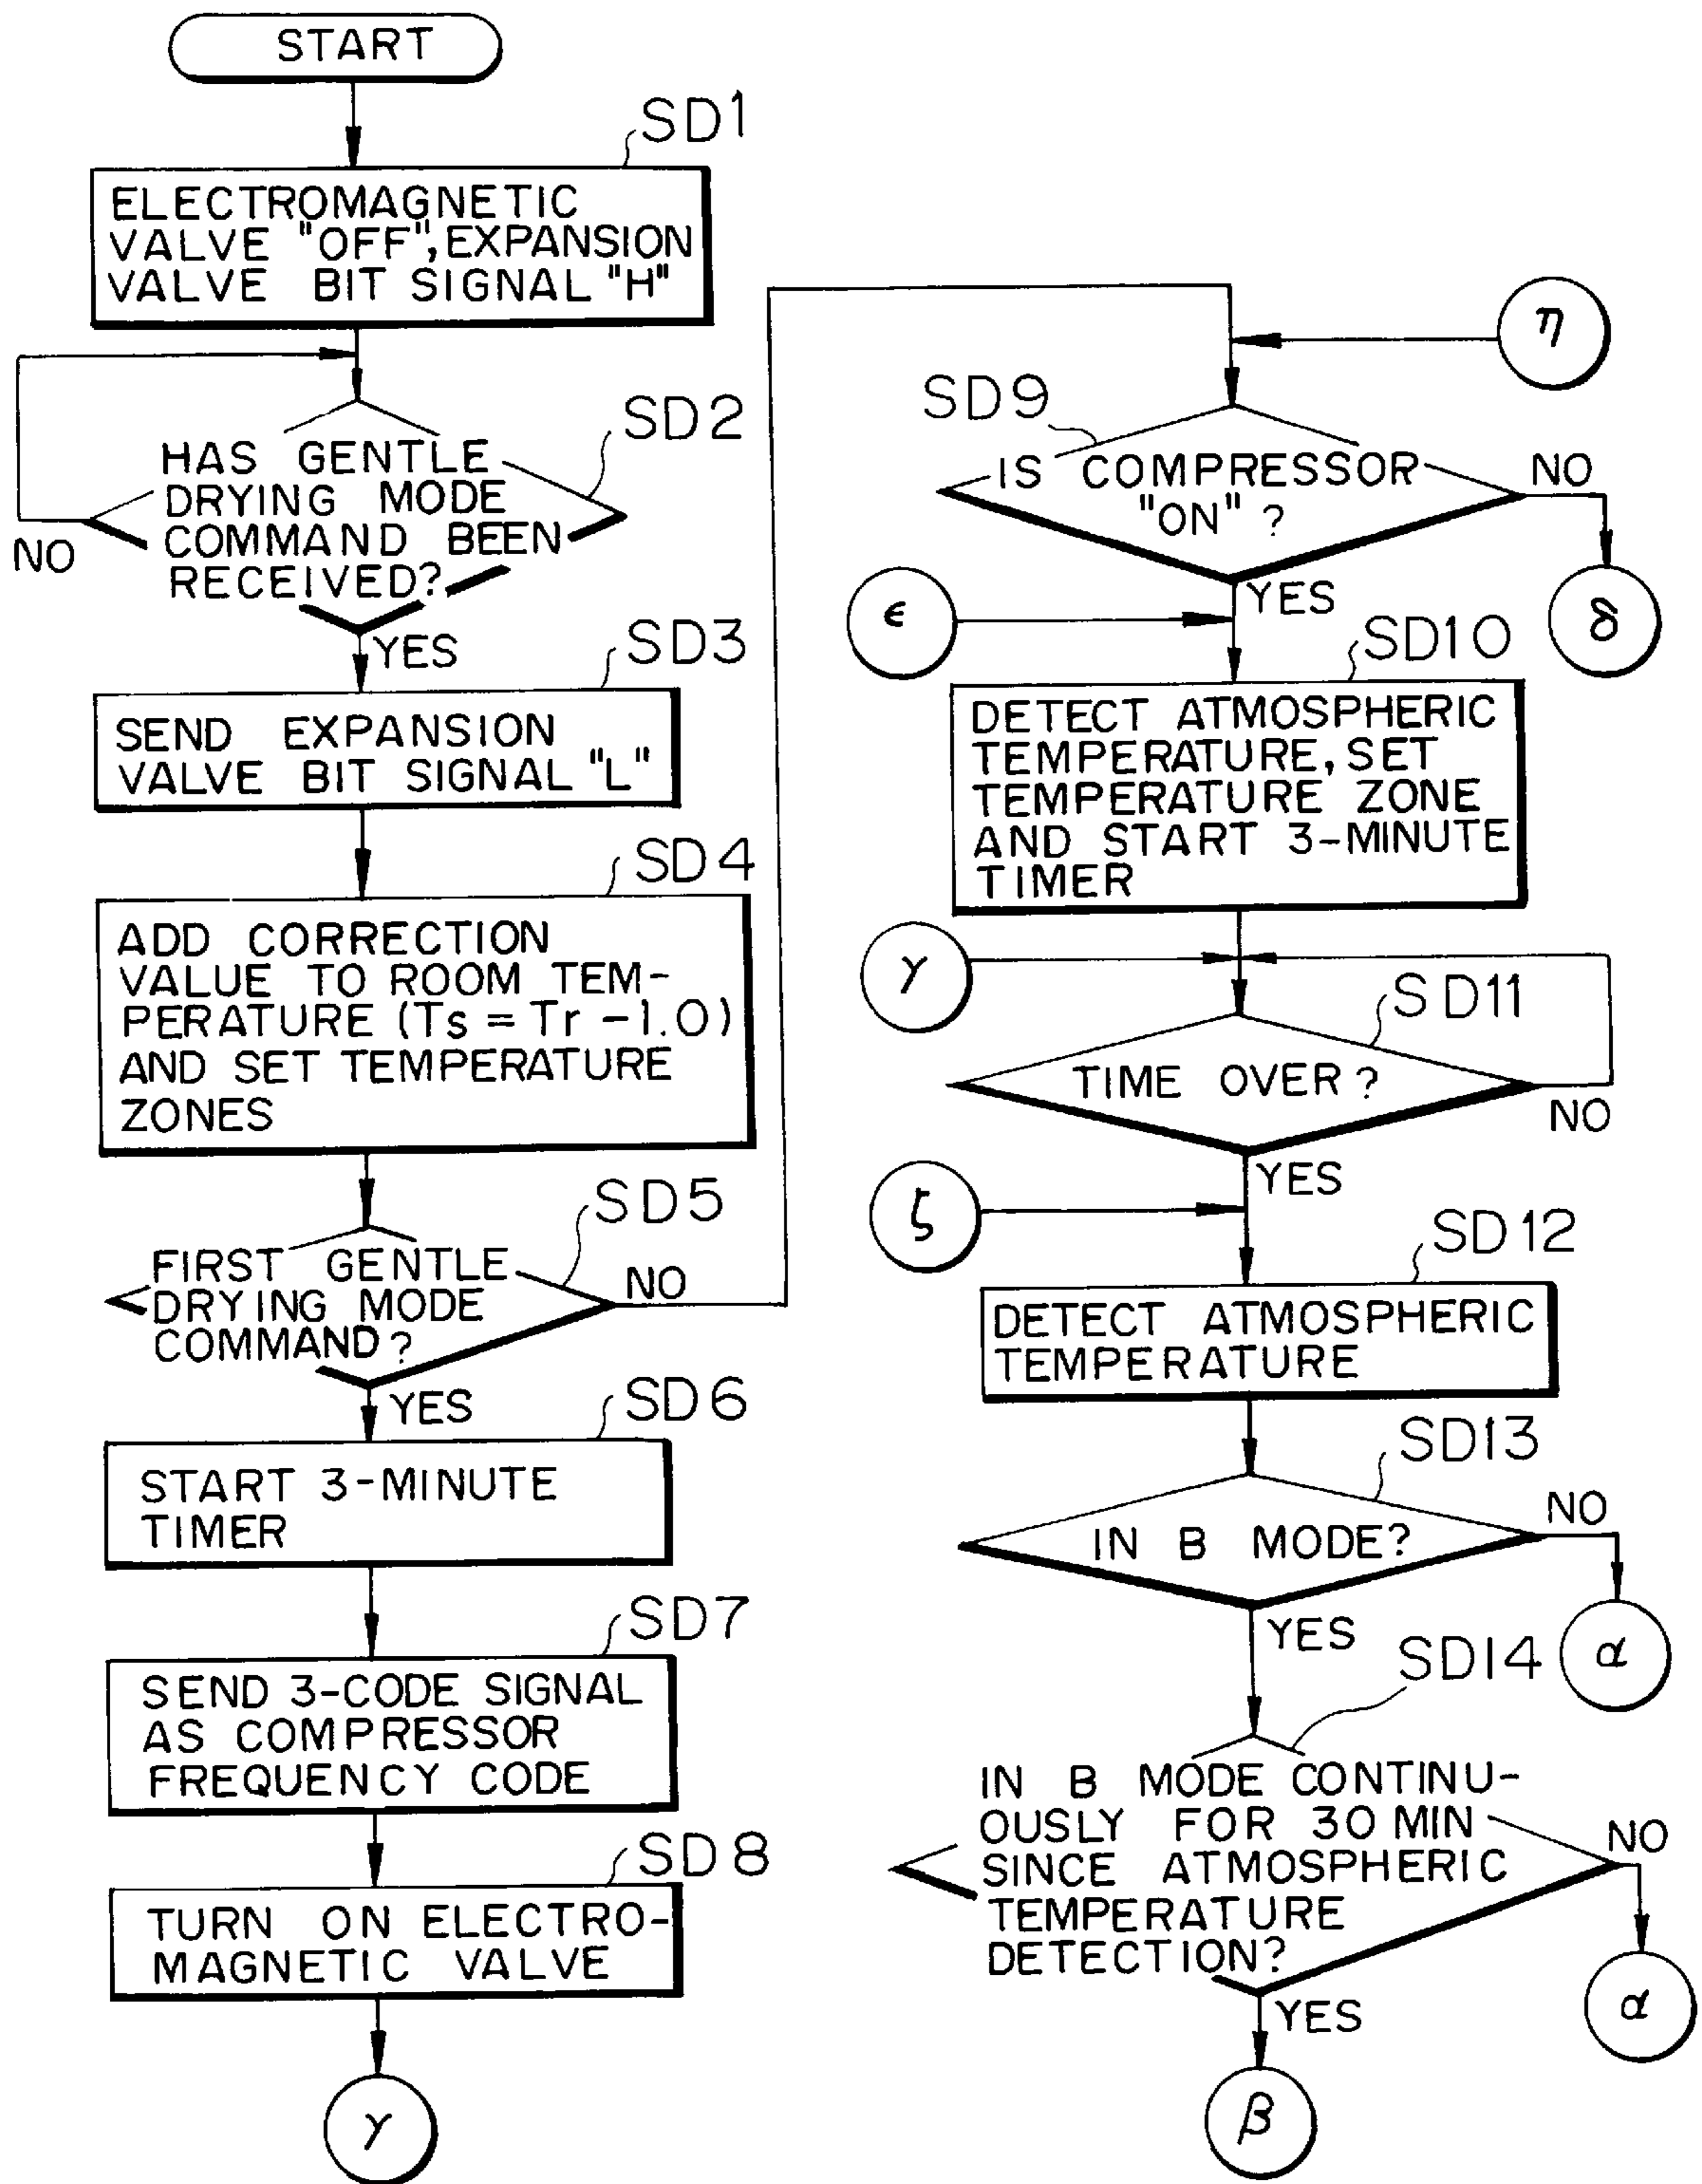 START
SD1
ELECTROMAGNETIC
VALVE "OFF", EXPANSION
VALVE BIT SIGNAL "H"
SD2
HAS GENTLE
DRYING MODE
COMMAND BEEN
RECEIVED?
NO
YES
SD3
SEND EXPANSION
VALVE BIT SIGNAL "L"
SD4
ADD CORRECTION
VALUE TO ROOM TEM-
PERATURE (Ts = Tr -1.0)
AND SET TEMPERATURE
ZONES
SD5
FIRST GENTLE
DRYING MODE
COMMAND?
NO
YES
SD6
START 3-MINUTE
TIMER
SD7
SEND 3-CODE SIGNAL
AS COMPRESSOR
FREQUENCY CODE
SD8
TURN ON ELECTRO-
MAGNETIC VALVE
γ
η
SD9
IS COMPRESSOR
"ON"?
NO
δ
YES
ϵ
SD10
DETECT ATMOSPHERIC
TEMPERATURE, SET
TEMPERATURE ZONE
AND START 3-MINUTE
TIMER
γ
SD11
TIME OVER?
NO
YES
ζ
SD12
DETECT ATMOSPHERIC
TEMPERATURE
SD13
IN B MODE?
NO
α
YES
SD14
IN B MODE CONTINU-
OUSLY FOR 30 MIN
SINCE ATMOSPHERIC
TEMPERATURE
DETECTION?
NO
α
YES
β